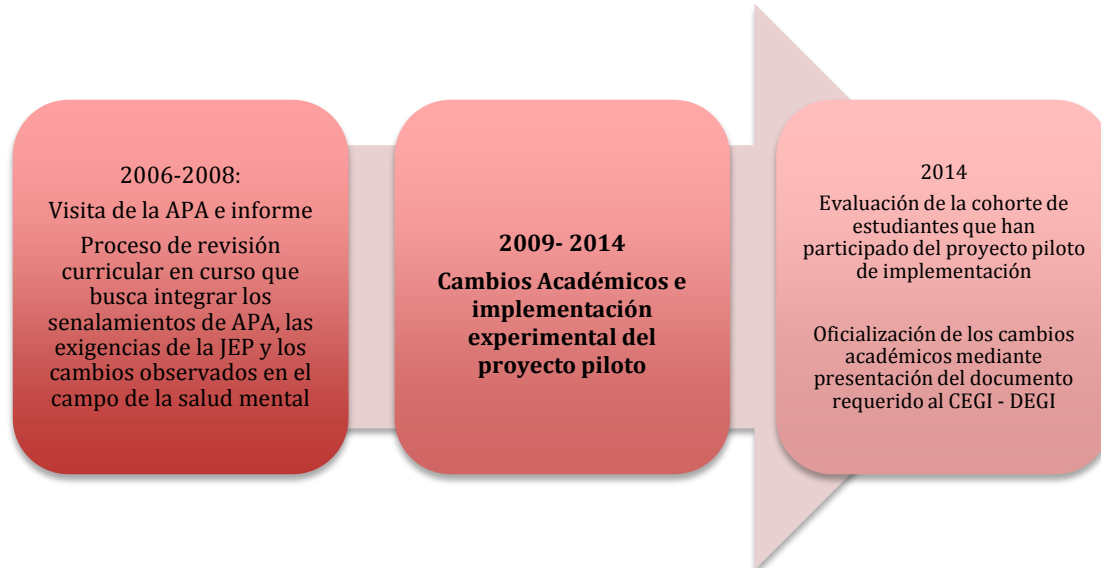 2006-2008:
Visita de la APA e informe
Proceso de revisión
curricular en curso que
busca integrar los
senalamientos de APA, las
exigencias de la JEP y los
cambios observados en el
campo de la salud mental
2009- 2014
Cambios Académicos e
implementación
experimental del
proyecto piloto
2014
Evaluación de la cohorte de
estudiantes que han
participado del proyecto piloto
de implementación
Oficialización de los cambios
académicos mediante
presentación del documento
requerido al CEGI - DEGI